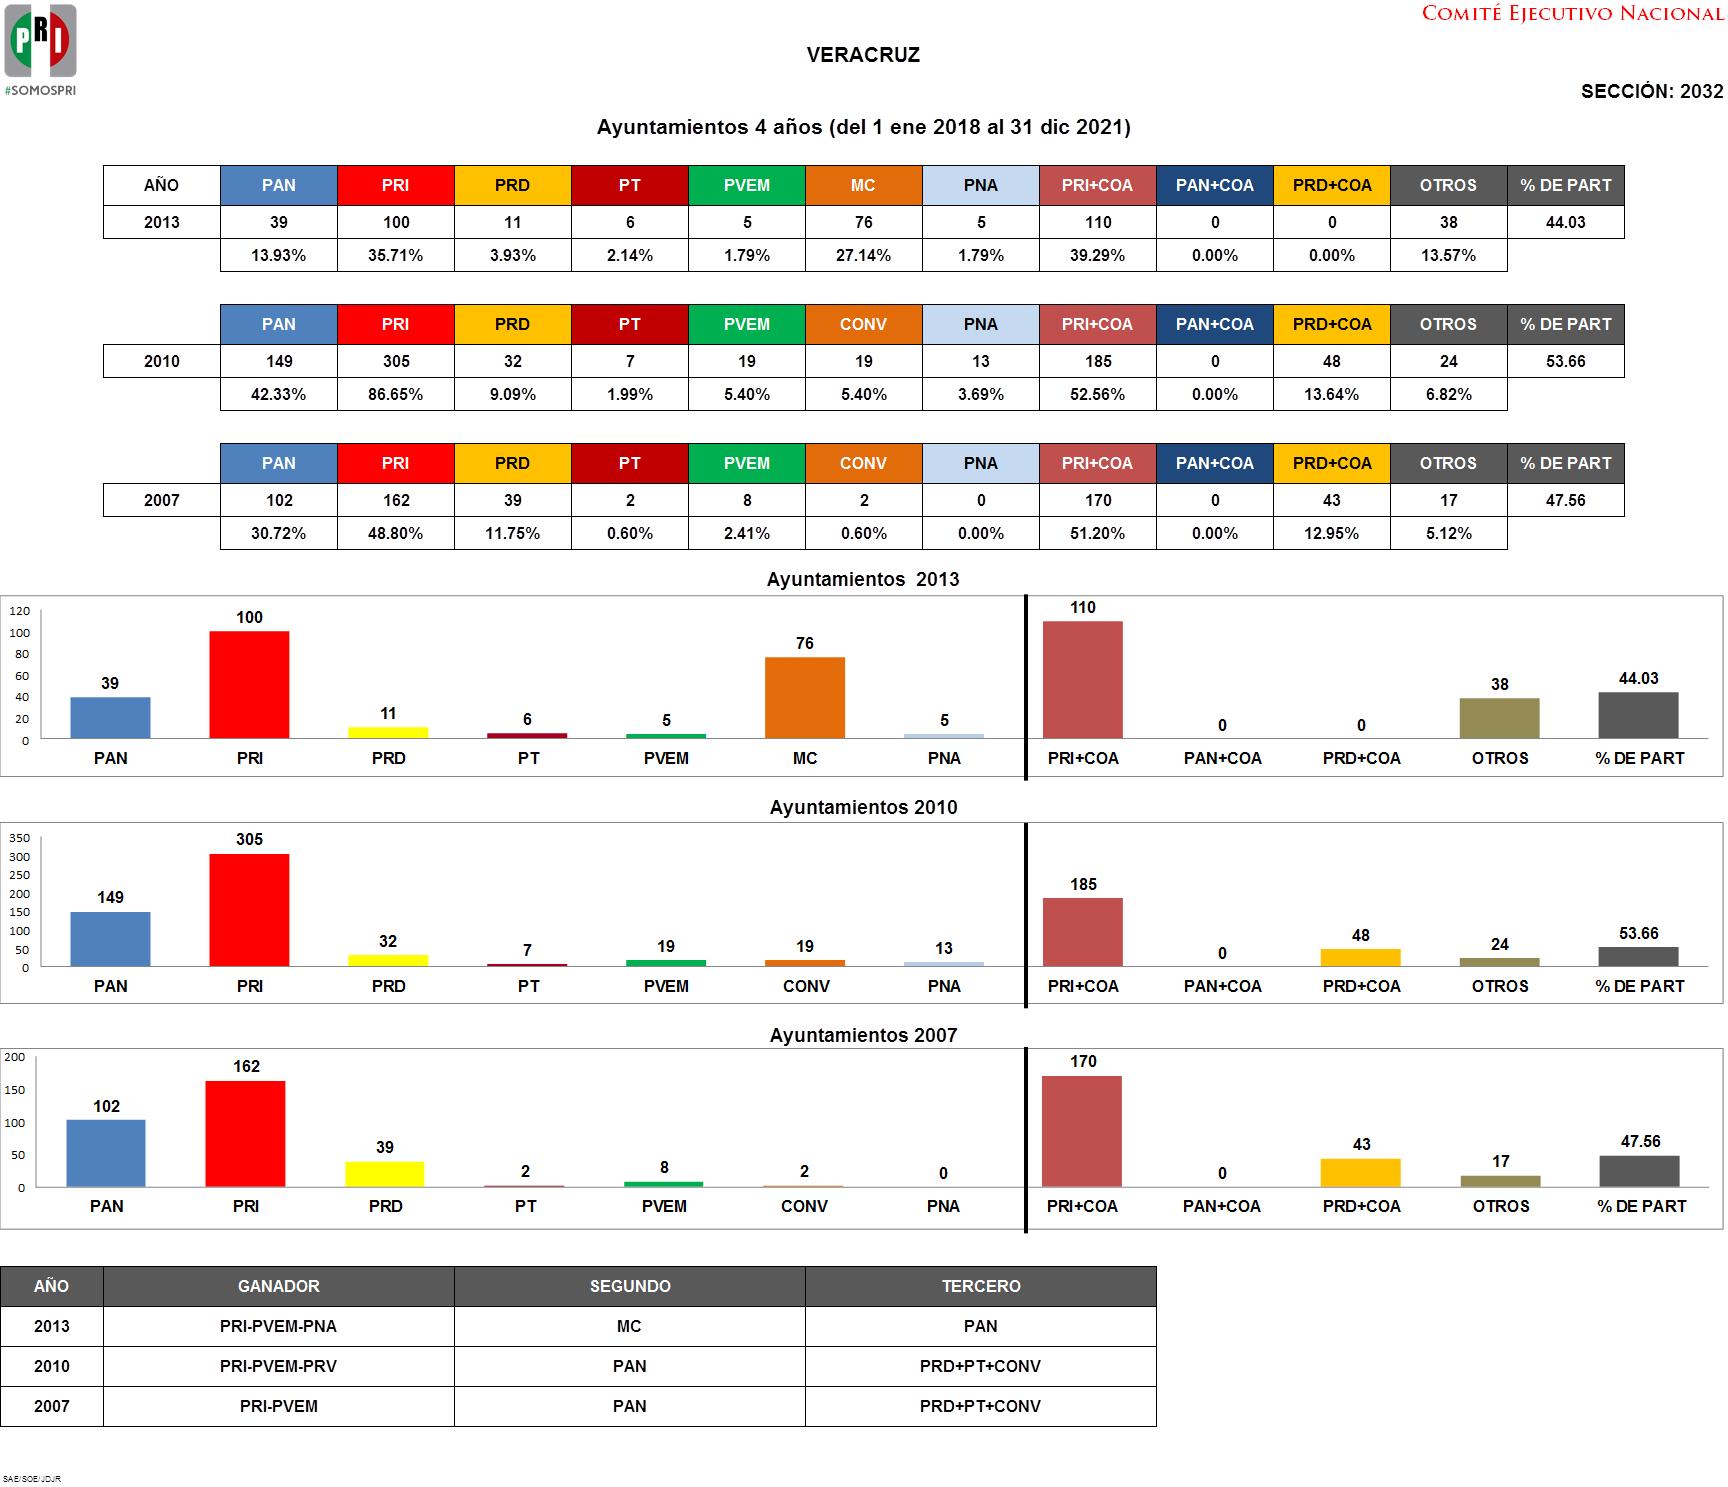 PRI
#SOMOSPRI
COMITÉ EJECUTIVO NACIONAL
VERACRUZ
SECCIÓN: 2032
Ayuntamientos 4 años (del 1 ene 2018 al 31 dic 2021)
AÑO PAN PRI PRD PT PVEM MC PNA PRI+COA PAN+COA PRD+COA OTROS % DE PART
2013 39 100 11 6 5 76 5 110 0 0 38 44.03
13.93% 35.71% 3.93% 2.14% 1.79% 27.14% 1.79% 39.29% 0.00% 0.00% 13.57%
PAN PRI PRD PT PVEM CONV PNA PRI+COA PAN+COA PRD+COA OTROS % DE PART
2010 149 305 32 7 19 19 13 185 0 48 24 53.66
42.33% 86.65% 9.09% 1.99% 5.40% 5.40% 3.69% 52.56% 0.00% 13.64% 6.82%
PAN PRI PRD PT PVEM CONV PNA PRI+COA PAN+COA PRD+COA OTROS % DE PART
2007 102 162 39 2 8 2 0 170 0 43 17 47.56
30.72% 48.80% 11.75% 0.60% 2.41% 0.60% 0.00% 51.20% 0.00% 12.95% 5.12%
Ayuntamientos 2013
120
100
80
60
40
20
0
39 100 11 6 5 76 5 110 0 0 38 44.03
PAN PRI PRD PT PVEM MC PNA PRI+COA PAN+COA PRD+COA OTROS % DE PART
Ayuntamientos 2010
350
300
250
200
150
100
50
0
149 305 32 7 19 19 13 185 0 48 24 53.66
PAN PRI PRD PT PVEM CONV PNA PRI+COA PAN+COA PRD+COA OTROS % DE PART
Ayuntamientos 2007
200
150
100
50
0
102 162 39 2 8 2 0 170 0 43 17 47.56
PAN PRI PRD PT PVEM CONV PNA PRI+COA PAN+COA PRD+COA OTROS % DE PART
AÑO GANADOR SEGUNDO TERCERO
2013 PRI-PVEM-PNA MC PAN
2010 PRI-PVEM-PRV PAN PRD+PT+CONV
2007 PRI-PVEM PAN PRD+PT+CONV
SAE/SOE/JDJR